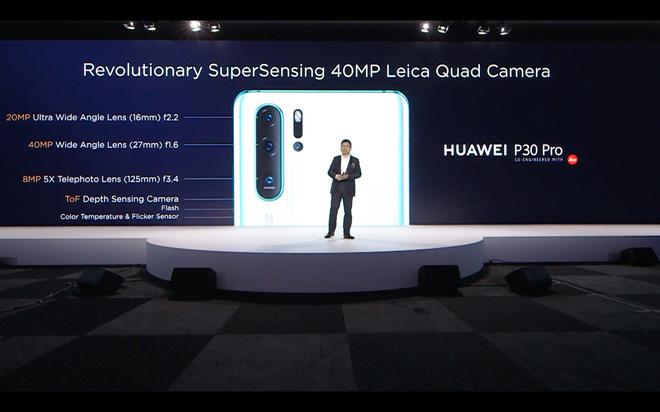 Revolutionary SuperSensing 40MP Leica Quad Camera
20MP Ultra Wide Angle Lens (16mm) f2.2
40MP Wide Angle Lens (27mm) f1.6
8MP 5X Telephoto Lens (125mm) f3.4
ToF Depth Sensing Camera
Flash
Color Temperature & Flicker Sensor
HUAWEI P30 Pro
CO-ENGINEERED WITH Leica